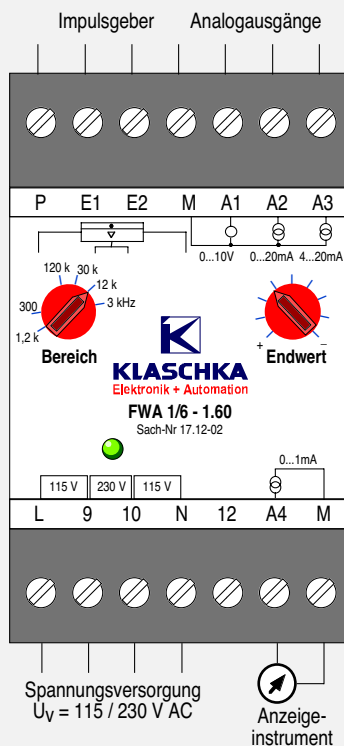 Impulsgeber Analogausgänge
P E1 E2 M A1 A2 A3
0...10V 0...20mA 4...20mA
120 k 30 k
12 k
300 3 kHz
1,2 k
+ –
Bereich Endwert
KLASCHKA
Elektronik + Automation
FWA 1/6 - 1.60
Sach-Nr 17.12-02
0...1mA
115 V 230 V 115 V
L 9 10 N 12 A4 M
Spannungsversorgung
UV = 115 / 230 V AC
Anzeige-
instrument